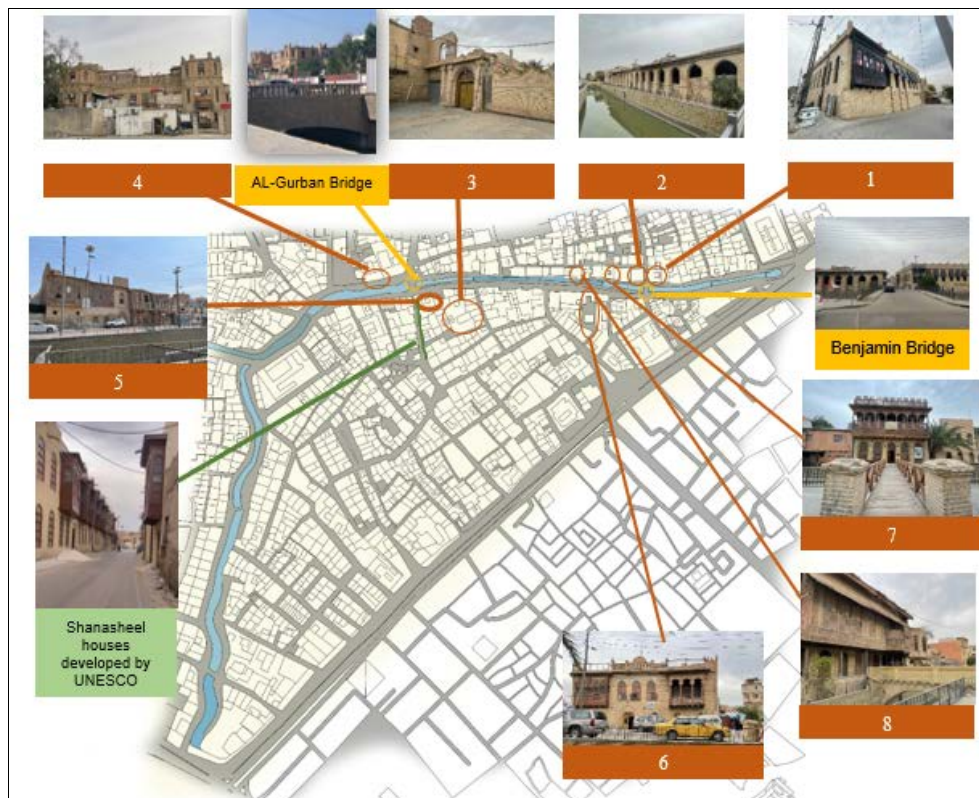 4
AL-Gurban Bridge
3
2
1
5
Benjamin Bridge
7
Shanasheel
houses
developed by
UNESCO
8
6